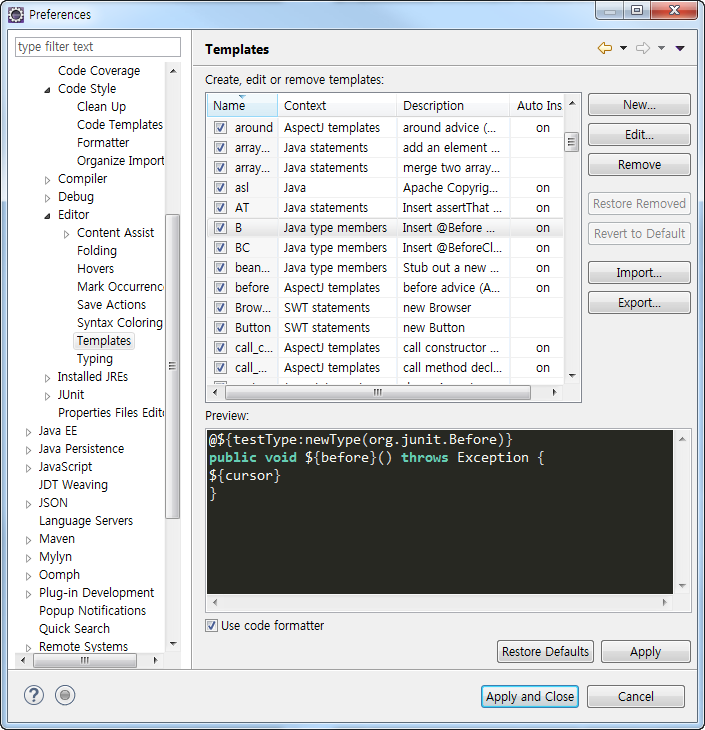 Preferences
type filter text
Code Coverage
Code Style
Clean Up
Code Templates
Formatter
Organize Import
Compiler
Debug
Editor
Content Assist
Folding
Hovers
Mark Occurrenc
Save Actions
Syntax Coloring
Templates
Typing
Installed JREs
JUnit
Properties Files Edito
Java EE
Java Persistence
JavaScript
JDT Weaving
JSON
Language Servers
Maven
Mylyn
Oomph
Plug-in Development
Popup Notifications
Quick Search
Remote Systems
Templates
Create, edit or remove templates:
Name Context Description Auto Ins
around AspectJ templates around advice (... on
array... Java statements add an element ...
array... Java statements merge two array...
asl Java Apache Copyrig... on
AT Java statements Insert assertThat ... on
B Java type members Insert @Before ... on
BC Java type members Insert @BeforeCl... on
bean... Java type members Stub out a new ... on
before AspectJ templates before advice (A... on
Brow... SWT statements new Browser
Button SWT statements new Button
call_c... AspectJ templates call constructor ... on
call_... AspectJ templates call method decl... on
New...
Edit...
Remove
Restore Removed
Revert to Default
Import...
Export...
Preview:
@${testType:newType(org.junit.Before)}
public void ${before}() throws Exception {
${cursor}
}
Use code formatter
Restore Defaults Apply
? Apply and Close Cancel